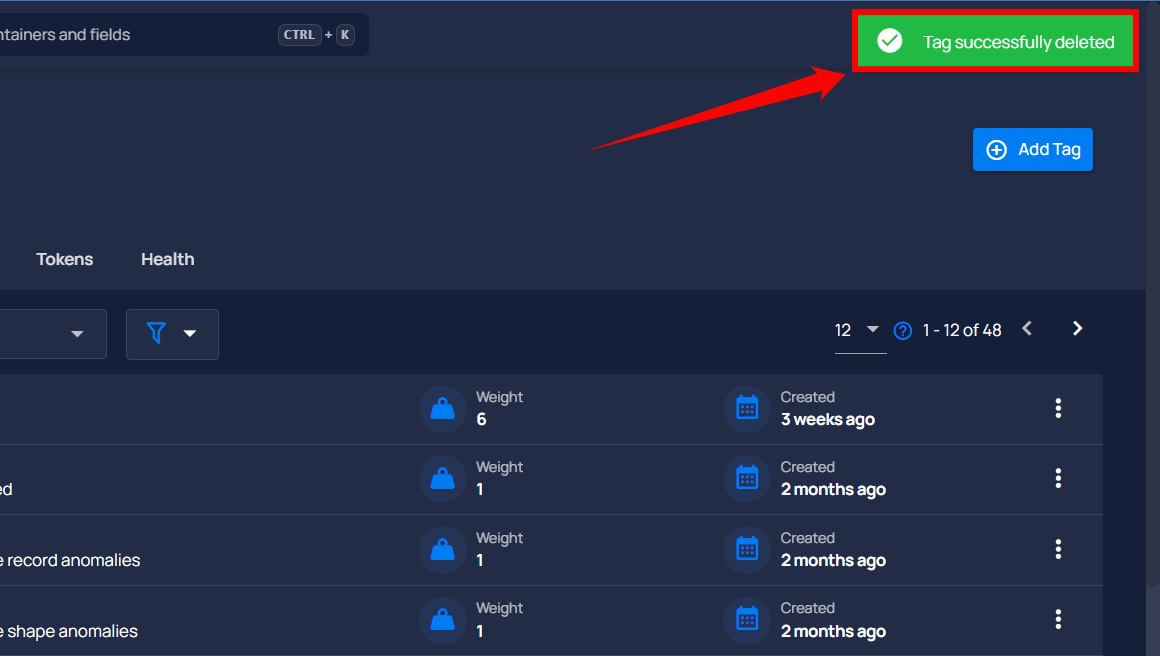 ntainers and fields CTRL + K
Tag successfully deleted
Add Tag
Tokens Health
12 1 - 12 of 48
Weight Created
6 3 weeks ago
Weight Created
ed 1 2 months ago
Weight Created
e record anomalies 1 2 months ago
Weight Created
e shape anomalies 1 2 months ago